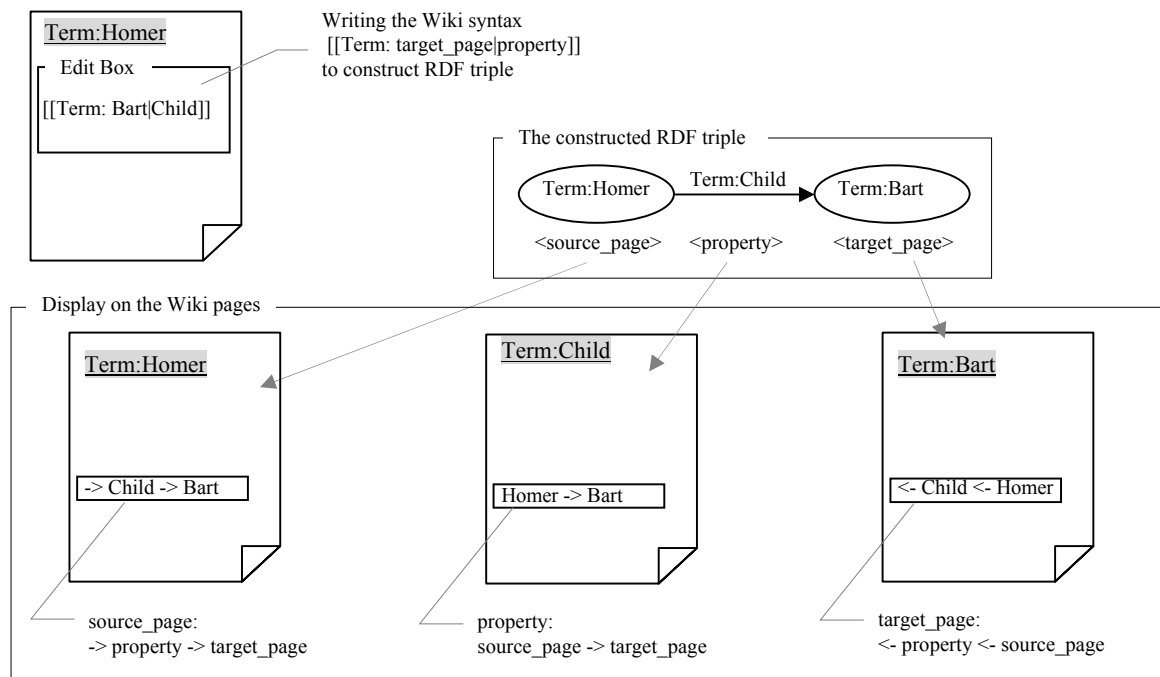 Term:Homer
Edit Box
[[Term: Bart|Child]]
Writing the Wiki syntax
[[Term: target_page|property]]
to construct RDF triple
The constructed RDF triple
Term:Homer
Term:Child
Term:Bart
<source_page>
<property>
<target_page>
Display on the Wiki pages
Term:Homer
-> Child -> Bart
source_page:
-> property -> target_page
Term:Child
Homer -> Bart
property:
source_page -> target_page
Term:Bart
<- Child <- Homer
target_page:
<- property <- source_page